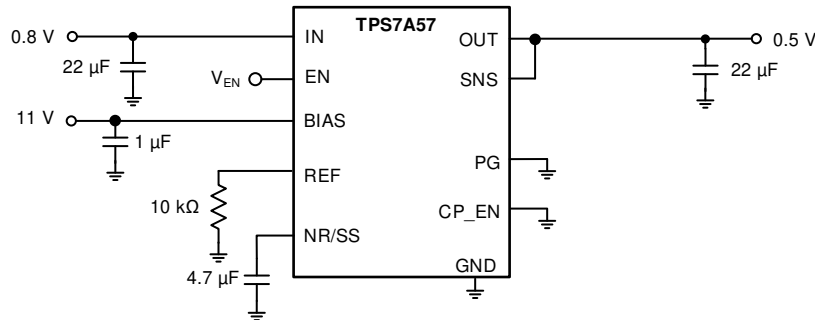 TPS7A57
0.8 V
IN
OUT
0.5 V
22 µF
V_EN
EN
SNS
22 µF
11 V
BIAS
1 µF
REF
PG
10 kΩ
CP_EN
NR/SS
4.7 µF
GND